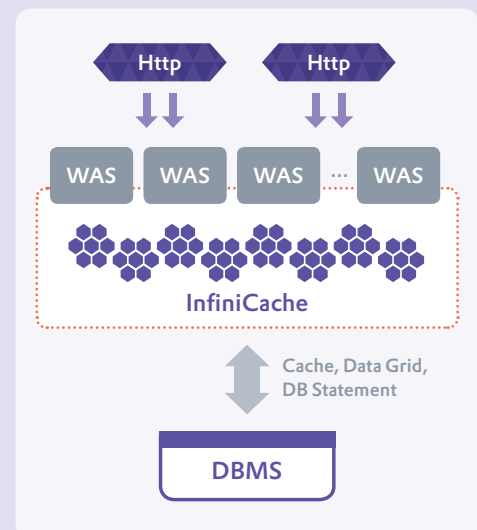 Http Http
WAS WAS WAS ... WAS
InfiniCache
Cache, Data Grid,
DB Statement
DBMS